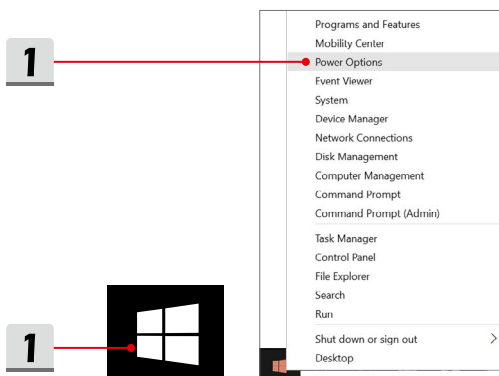 1
Programs and Features
Mobility Center
Power Options
Event Viewer
System
Device Manager
Network Connections
Disk Management
Computer Management
Command Prompt
Command Prompt (Admin)
Task Manager
Control Panel
File Explorer
Search
Run
Shut down or sign out
Desktop
1